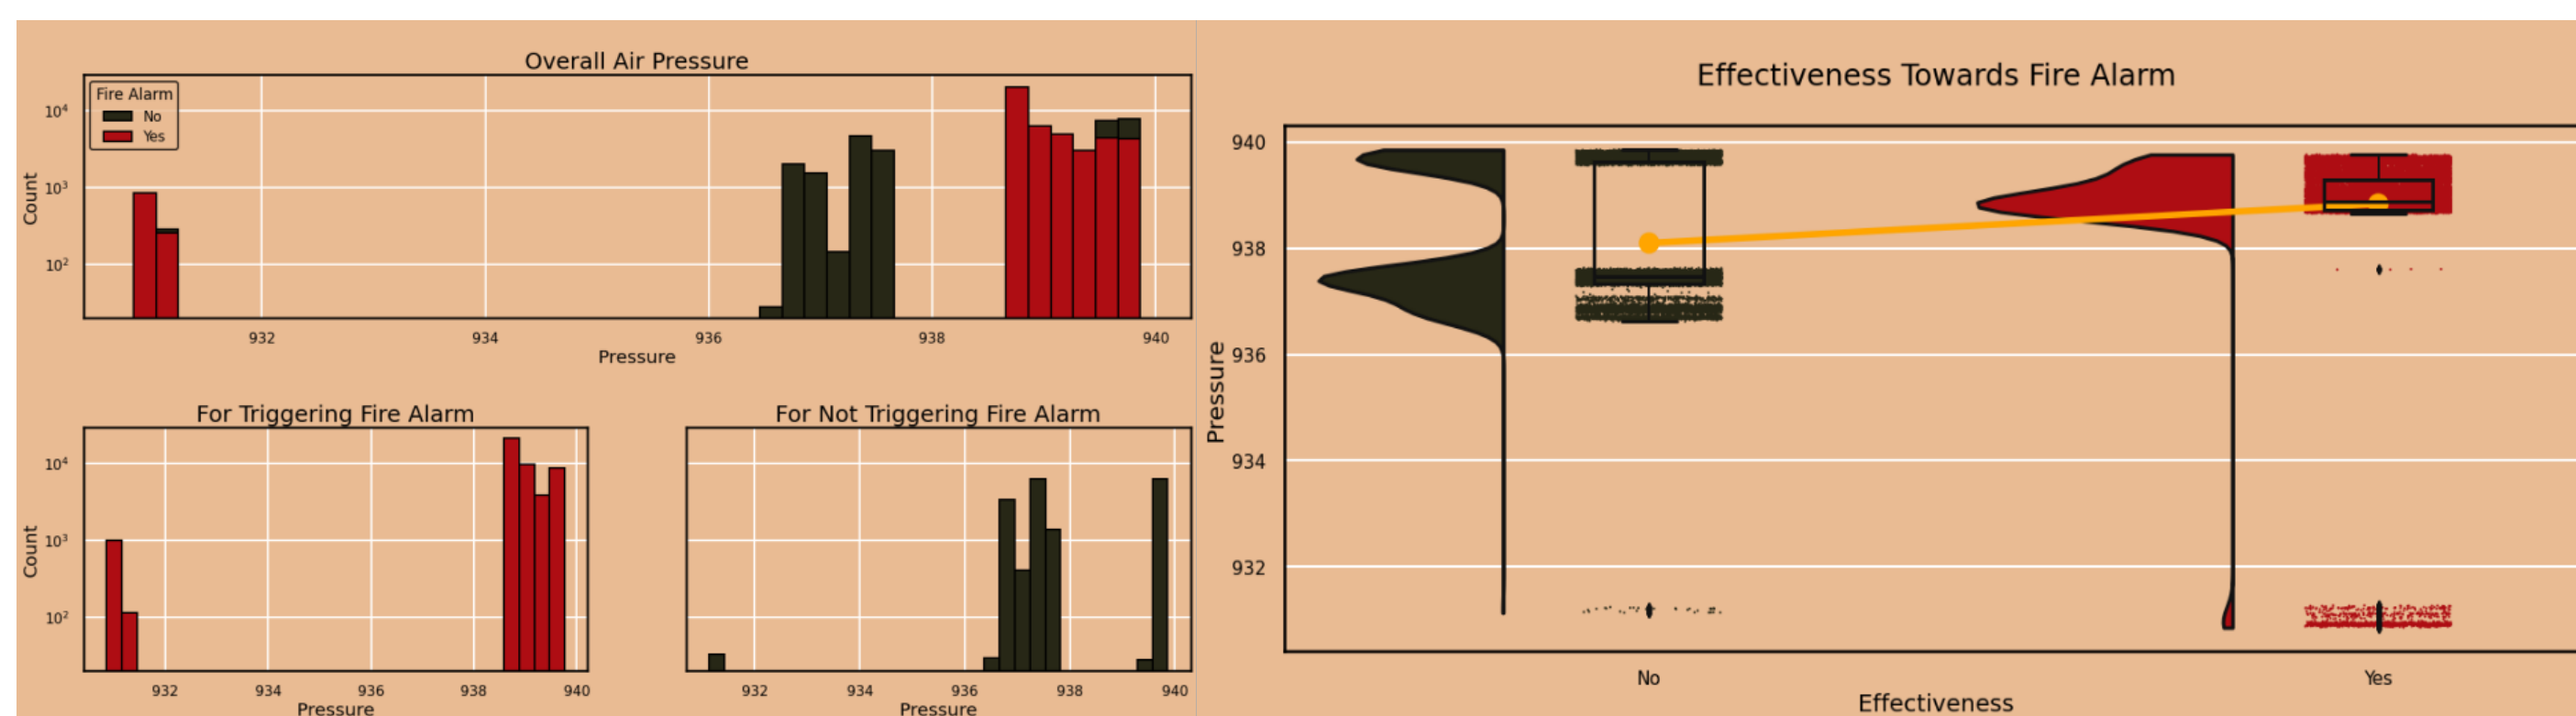 Overall Air Pressure
Fire Alarm
No
Yes
10⁴
10³
10²
Count
932 934 936 938 940
Pressure
For Triggering Fire Alarm
10⁴
10³
10²
Count
932 934 936 938 940
Pressure
For Not Triggering Fire Alarm
932 934 936 938 940
Pressure
Effectiveness Towards Fire Alarm
940
938
936
934
932
Pressure
No Yes
Effectiveness